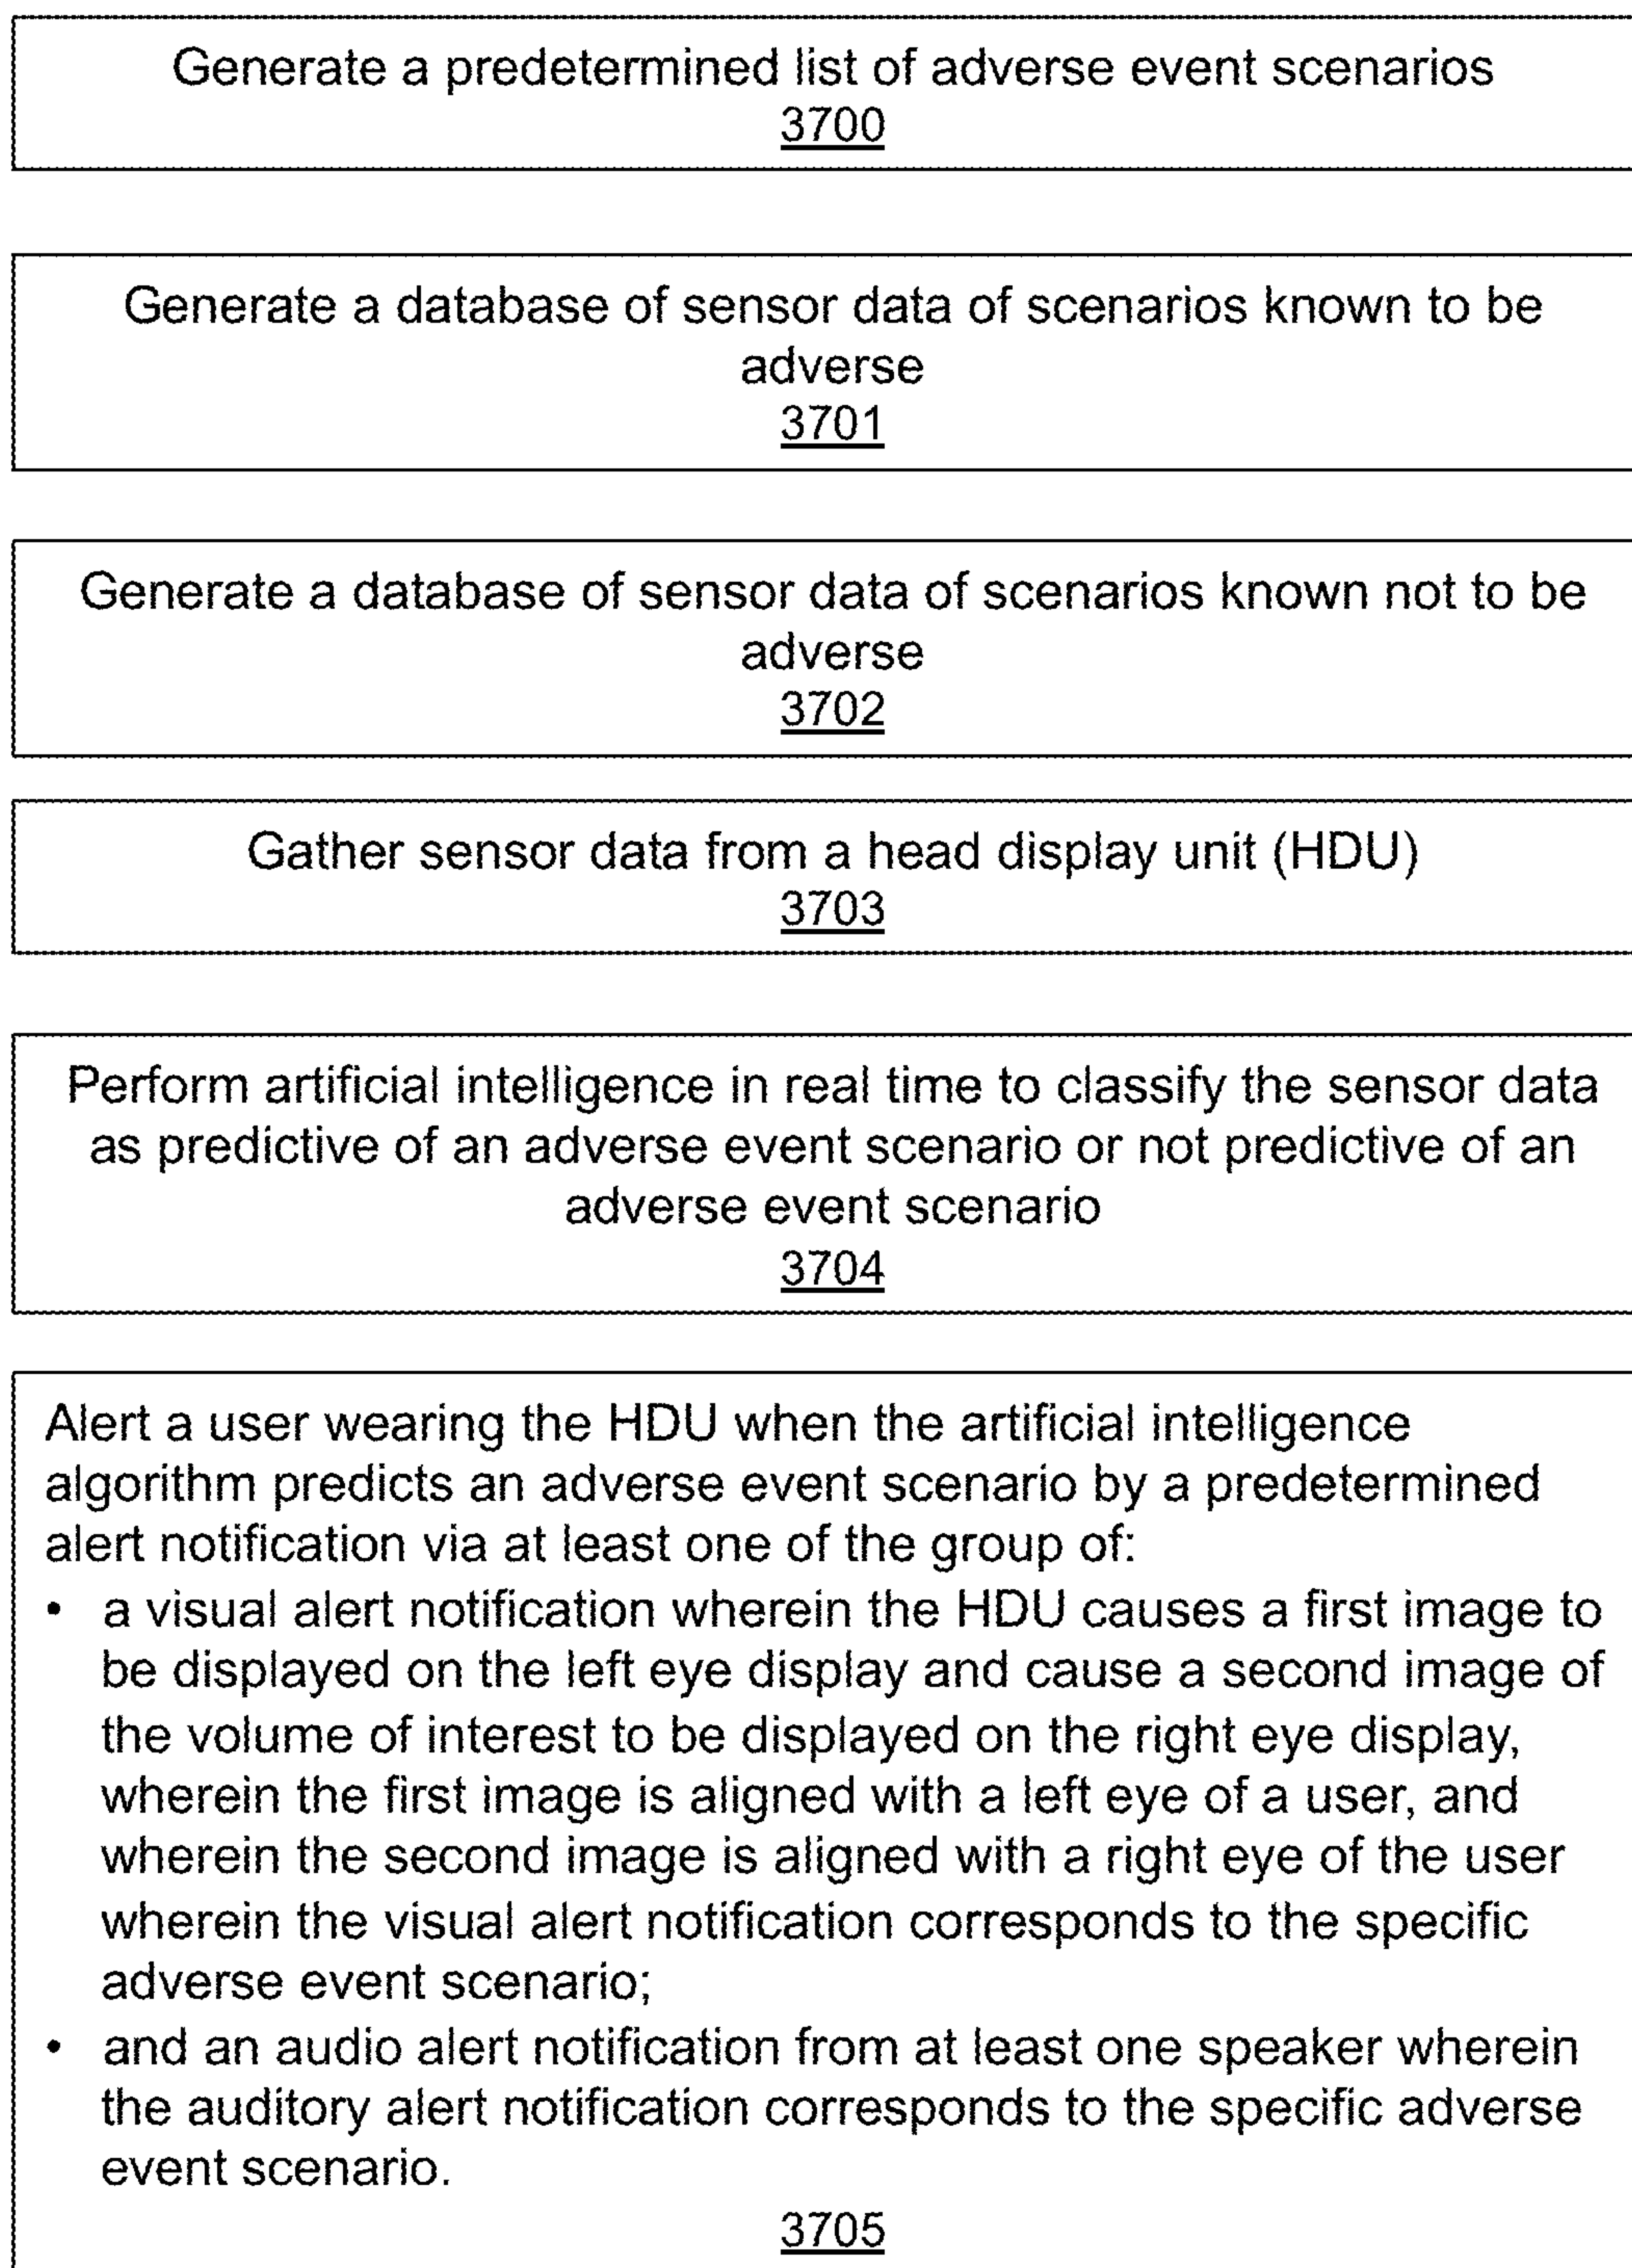 Generate a predetermined list of adverse event scenarios
3700
Generate a database of sensor data of scenarios known to be
adverse
3701
Generate a database of sensor data of scenarios known not to be
adverse
3702
Gather sensor data from a head display unit (HDU)
3703
Perform artificial intelligence in real time to classify the sensor data
as predictive of an adverse event scenario or not predictive of an
adverse event scenario
3704
Alert a user wearing the HDU when the artificial intelligence
algorithm predicts an adverse event scenario by a predetermined
alert notification via at least one of the group of:
• a visual alert notification wherein the HDU causes a first image to
be displayed on the left eye display and cause a second image of
the volume of interest to be displayed on the right eye display,
wherein the first image is aligned with a left eye of a user, and
wherein the second image is aligned with a right eye of the user
wherein the visual alert notification corresponds to the specific
adverse event scenario;
• and an audio alert notification from at least one speaker wherein
the auditory alert notification corresponds to the specific adverse
event scenario.
3705